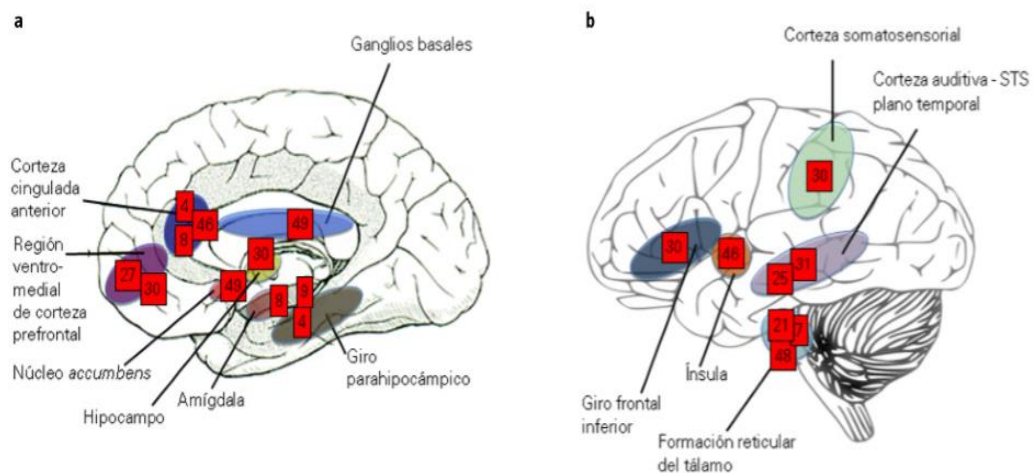 a
Ganglios basales
Corteza
cingulada
anterior
4
46
8
49
30
Región
ventro-
medial
de corteza
prefrontal
27
30
49
8
9
4
Núcleo accumbens
Hipocampo
Amígdala
Giro
parahipocámpico
b
Corteza somatosensorial
Corteza auditiva - STS
plano temporal
30
30
46
31
25
21
7
48
Ínsula
Giro frontal
inferior
Formación reticular
del tálamo